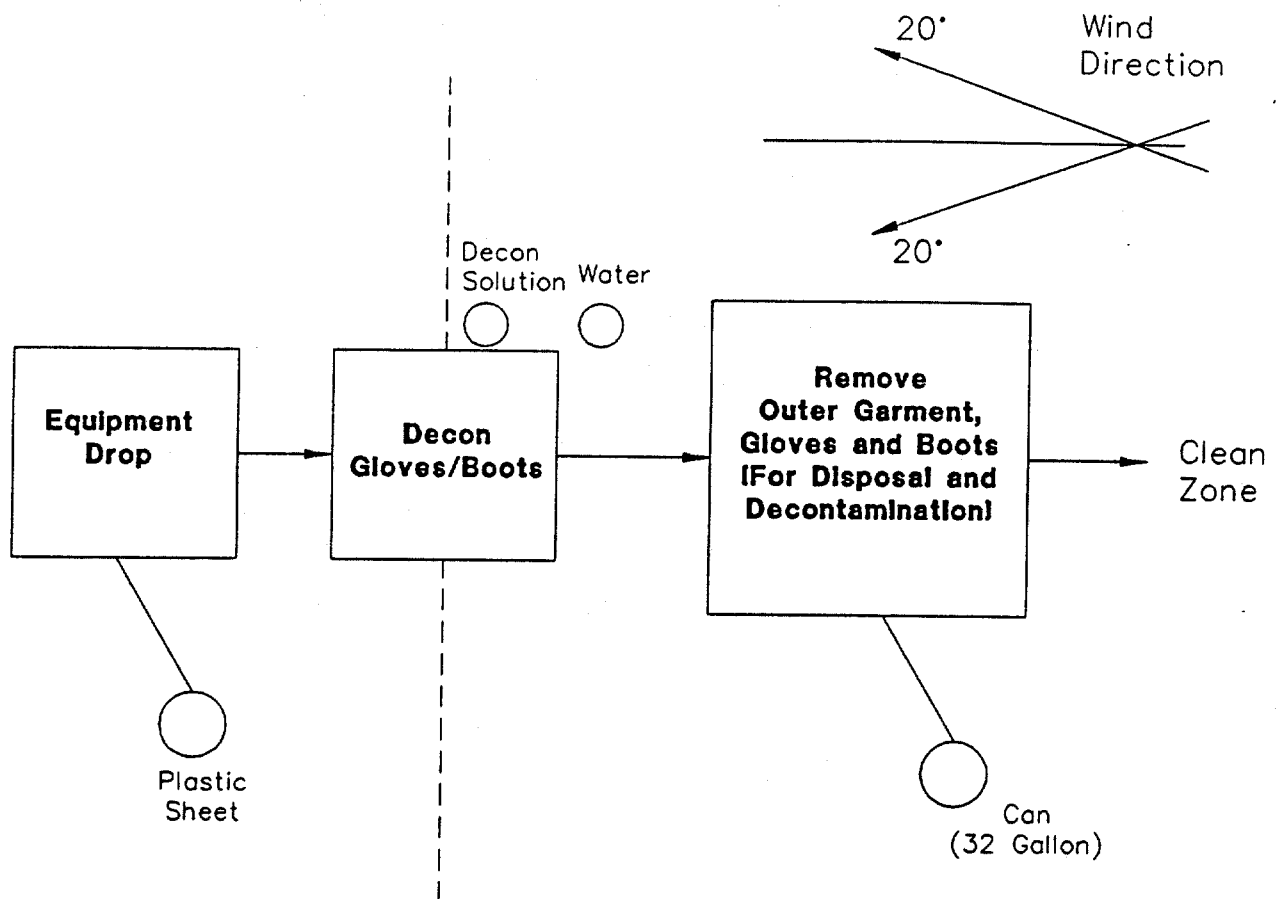 20°
Wind
Direction
20°
Decon
Solution
Water
Equipment
Drop
Decon
Gloves/Boots
Remove
Outer Garment,
Gloves and Boots
[For Disposal and
Decontamination]
Clean
Zone
Plastic
Sheet
Can
(32 Gallon)